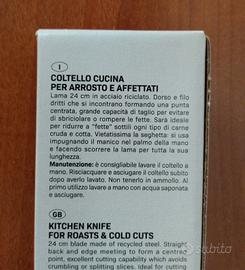 I
COLTELLO CUCINA
PER ARROSTO E AFFETTATI
Lama 24 cm in acciaio riciclato. Dorso e filo
dritti che si incontrano formando una punta
centrata, grande capacità di taglio per evitare
di sbriciolare o rompere le fette. Sarà ideale
per ridurre a "fette" sottili ogni tipo di carne
cruda e cotta. Vietatissima la seghetta: si usa
impugnando il manico nel palmo della mano
e facendo scorrere la lama per tutta la sua
lunghezza.
Manutenzione: è consigliabile lavare il coltello a
mano. Risciacquare e asciugare il coltello subito
dopo averlo lavato. Non tenerlo in ammollo. Al
primo utilizzo lavare a mano con acqua saponata
e asciugare.
GB
KITCHEN KNIFE
FOR ROASTS & COLD CUTS
24 cm blade made of recycled steel. Straight
back and edge meet to form a centred
point, excellent cutting capability which avoids
crumbling or splitting slices, ideal for cutting
subito